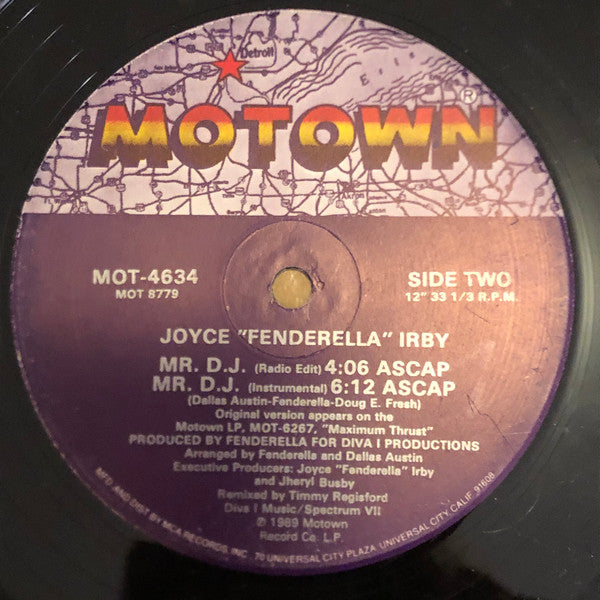 Detroit
Erie
MOTOWN®
MOT-4634
MOT 8779
SIDE TWO
12" 33 1/3 R.P.M.
JOYCE "FENDERELLA" IRBY
MR. D.J. (Radio Edit) 4:06 ASCAP
MR. D.J. (Instrumental) 6:12 ASCAP
(Dallas Austin-Fenderella-Doug E. Fresh)
Original version appears on the
Motown LP, MOT-6267, "Maximum Thrust"
PRODUCED BY FENDERELLA FOR DIVA I PRODUCTIONS
Arranged by Fenderella and Dallas Austin
Executive Producers: Joyce "Fenderella" Irby
and Jheryl Busby
Remixed by Timmy Regisford
Diva I Music/Spectrum VII
℗ 1989 Motown
Record Co. L.P.
MFD. AND DIST. BY MCA RECORDS, INC · 70 UNIVERSAL CITY PLAZA, UNIVERSAL CITY, CALIF. 91608